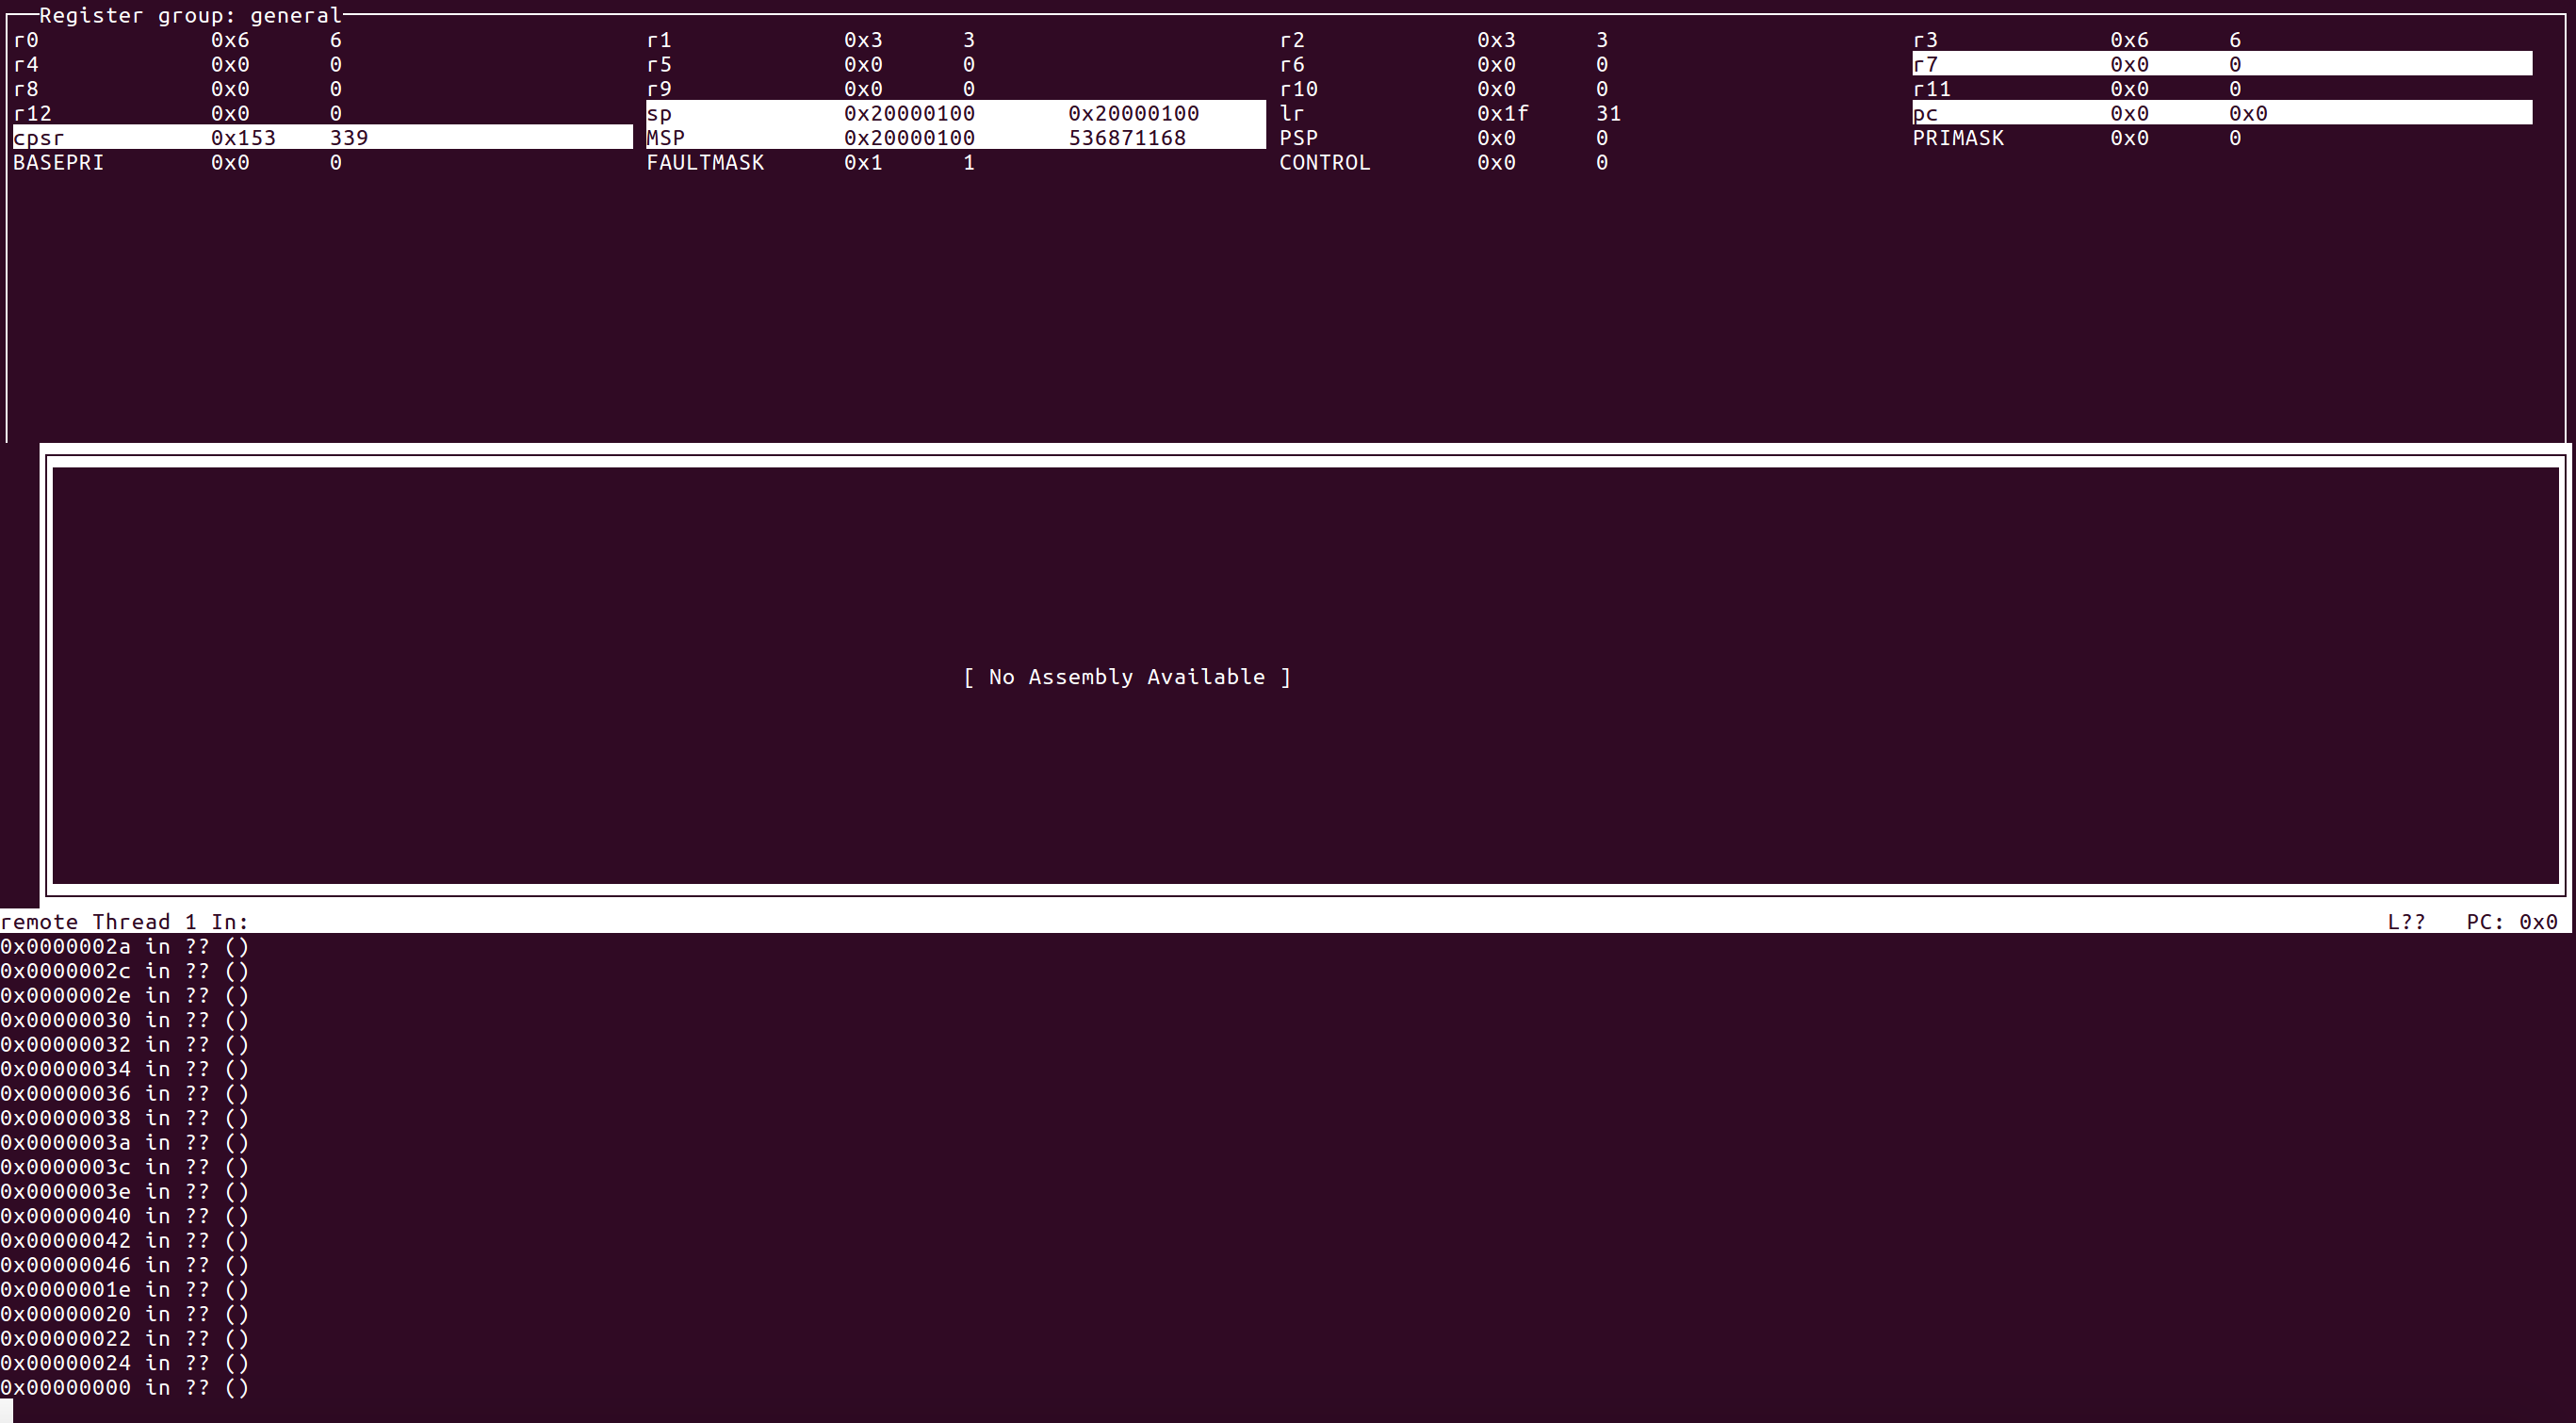 Register group: general
r0 0x6 6 r1 0x3 3 r2 0x3 3 r3 0x6 6
r4 0x0 0 r5 0x0 0 r6 0x0 0 r7 0x0 0
r8 0x0 0 r9 0x0 0 r10 0x0 0 r11 0x0 0
r12 0x0 0 sp 0x20000100 0x20000100 lr 0x1f 31 pc 0x0 0x0
cpsr 0x153 339 MSP 0x20000100 536871168 PSP 0x0 0 PRIMASK 0x0 0
BASEPRI 0x0 0 FAULTMASK 0x1 1 CONTROL 0x0 0
[ No Assembly Available ]
remote Thread 1 In: L?? PC: 0x0
0x0000002a in ?? ()
0x0000002c in ?? ()
0x0000002e in ?? ()
0x00000030 in ?? ()
0x00000032 in ?? ()
0x00000034 in ?? ()
0x00000036 in ?? ()
0x00000038 in ?? ()
0x0000003a in ?? ()
0x0000003c in ?? ()
0x0000003e in ?? ()
0x00000040 in ?? ()
0x00000042 in ?? ()
0x00000046 in ?? ()
0x0000001e in ?? ()
0x00000020 in ?? ()
0x00000022 in ?? ()
0x00000024 in ?? ()
0x00000000 in ?? ()